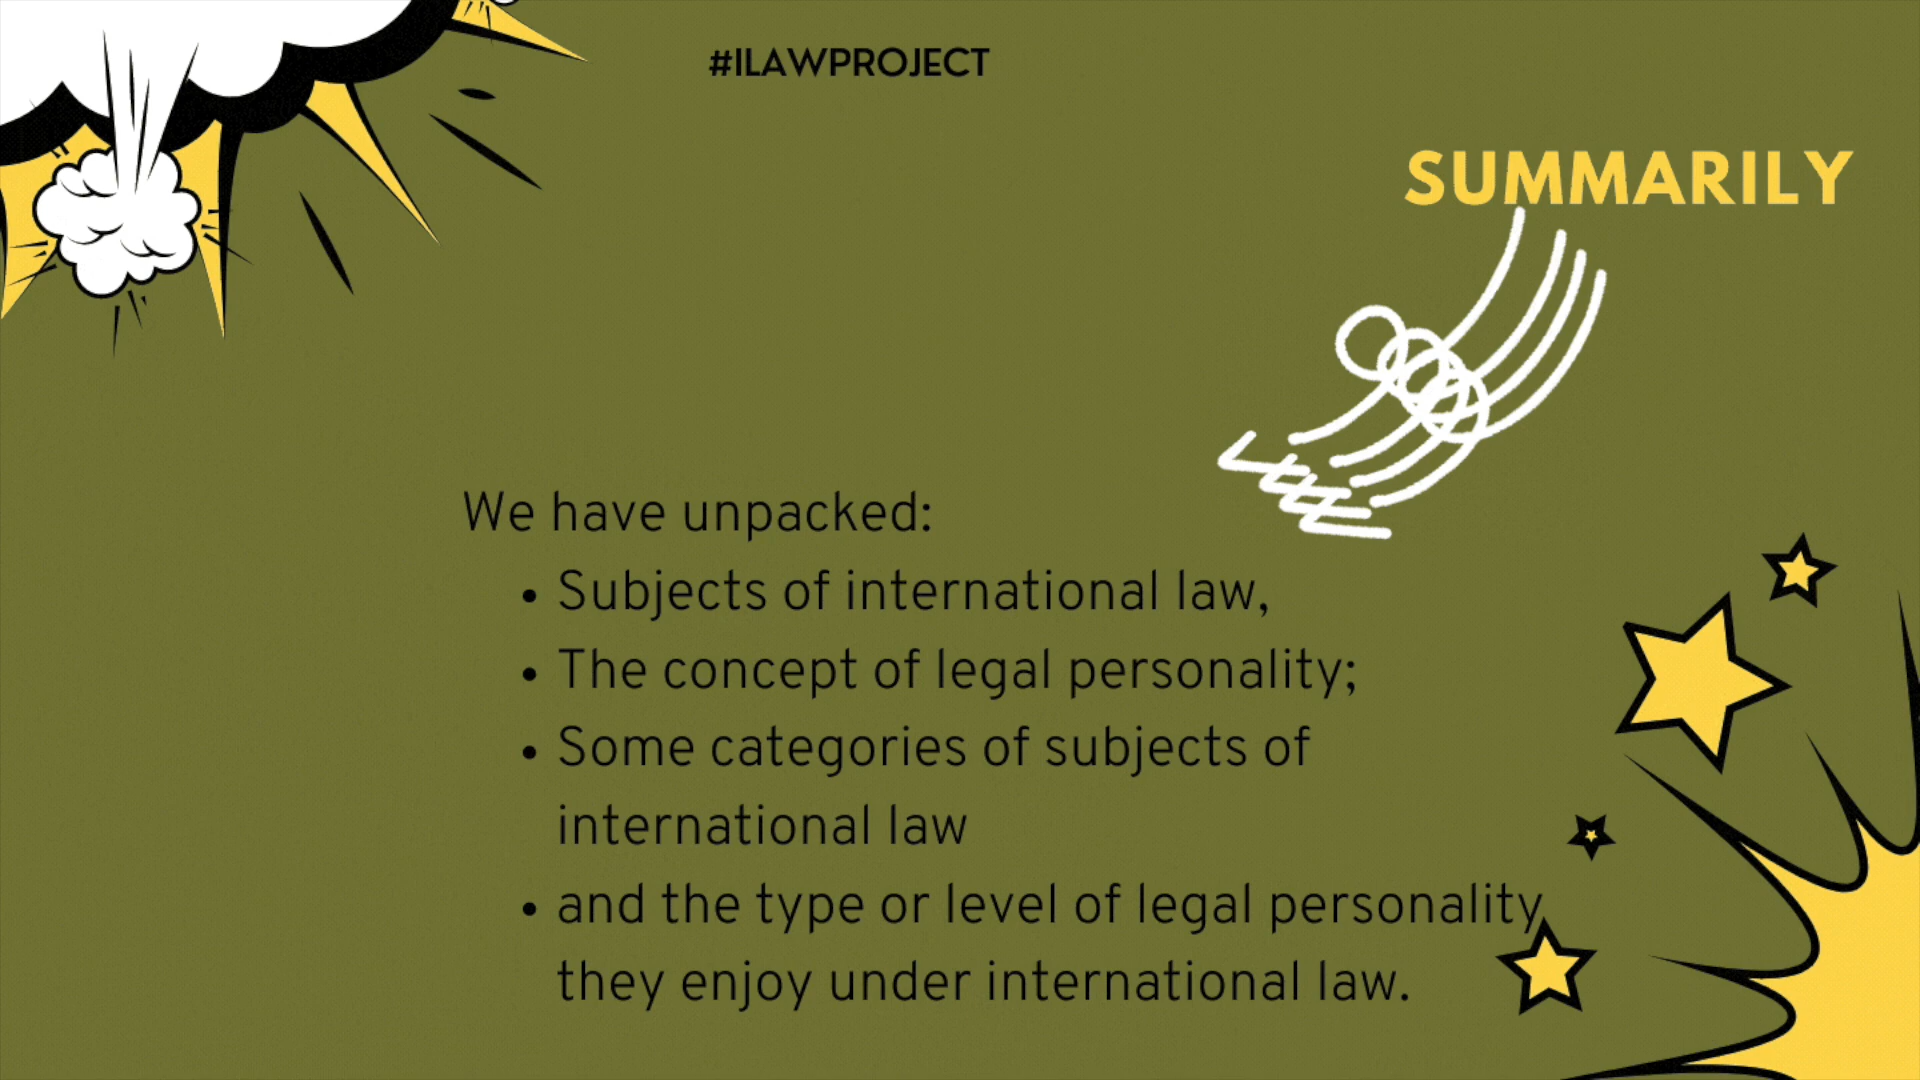 #ILAWPROJECT
SUMMARILY
We have unpacked:
• Subjects of international law,
• The concept of legal personality;
• Some categories of subjects of
international law
• and the type or level of legal personality
they enjoy under international law.